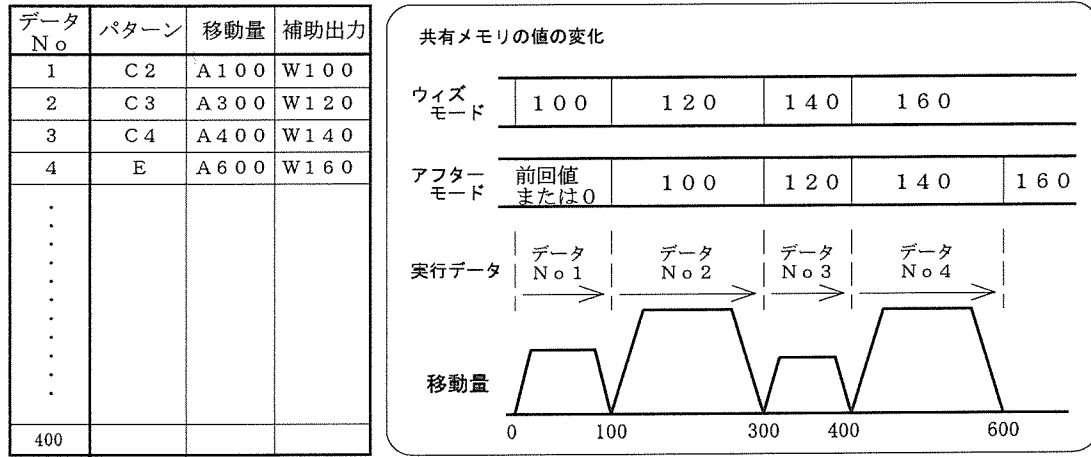 データNo パターン 移動量 補助出力
1 C2 A100 W100
2 C3 A300 W120
3 C4 A400 W140
4 E A600 W160
400
共有メモリの値の変化
ウィズモード 100 120 140 160
アフターモード 前回値または0 100 120 140 160
実行データ データNo1 データNo2 データNo3 データNo4
移動量
0 100 300 400 600